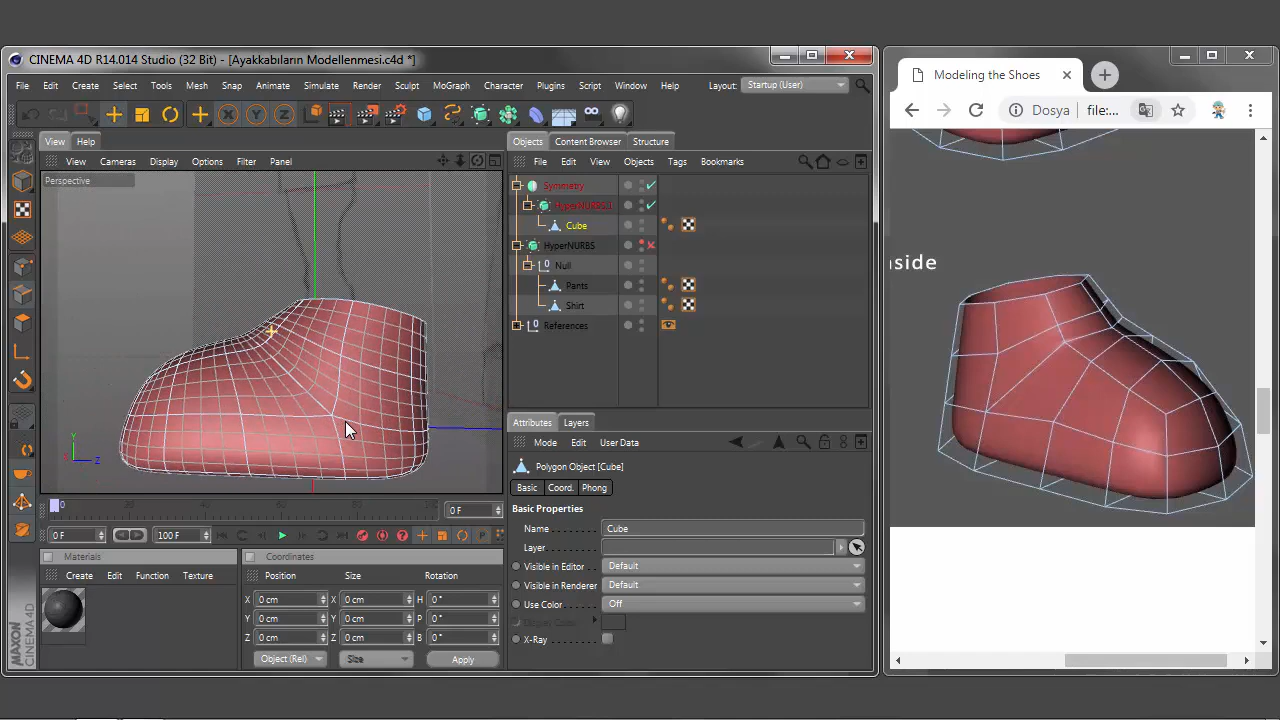 CINEMA 4D R14.014 Studio (32 Bit) - [Ayakkabıların Modellenmesi.c4d *]
File Edit Create Select Tools Mesh Snap Animate Simulate Render Sculpt MoGraph Character Plugins Script Window Help Layout: Startup (User)
X Y Z
View Help
View Cameras Display Options Filter Panel
Perspective
Y
X Z
0 F
0 F 100 F
Materials
Create Edit Function Texture
Coordinates
Position Size Rotation
X 0 cm X 0 cm H 0 °
Y 0 cm Y 0 cm P 0 °
Z 0 cm Z 0 cm B 0 °
Object (Rel) Size Apply
MAXON CINEMA 4D
Objects Content Browser Structure
File Edit View Objects Tags Bookmarks
Symmetry
HyperNURBS.1
Cube
HyperNURBS
Null
Pants
Shirt
References
Attributes Layers
Mode Edit User Data
Polygon Object [Cube]
Basic Coord. Phong
Basic Properties
Name Cube
Layer
Visible in Editor Default
Visible in Renderer Default
Use Color Off
X-Ray
Modeling the Shoes
Dosya file:...
nside